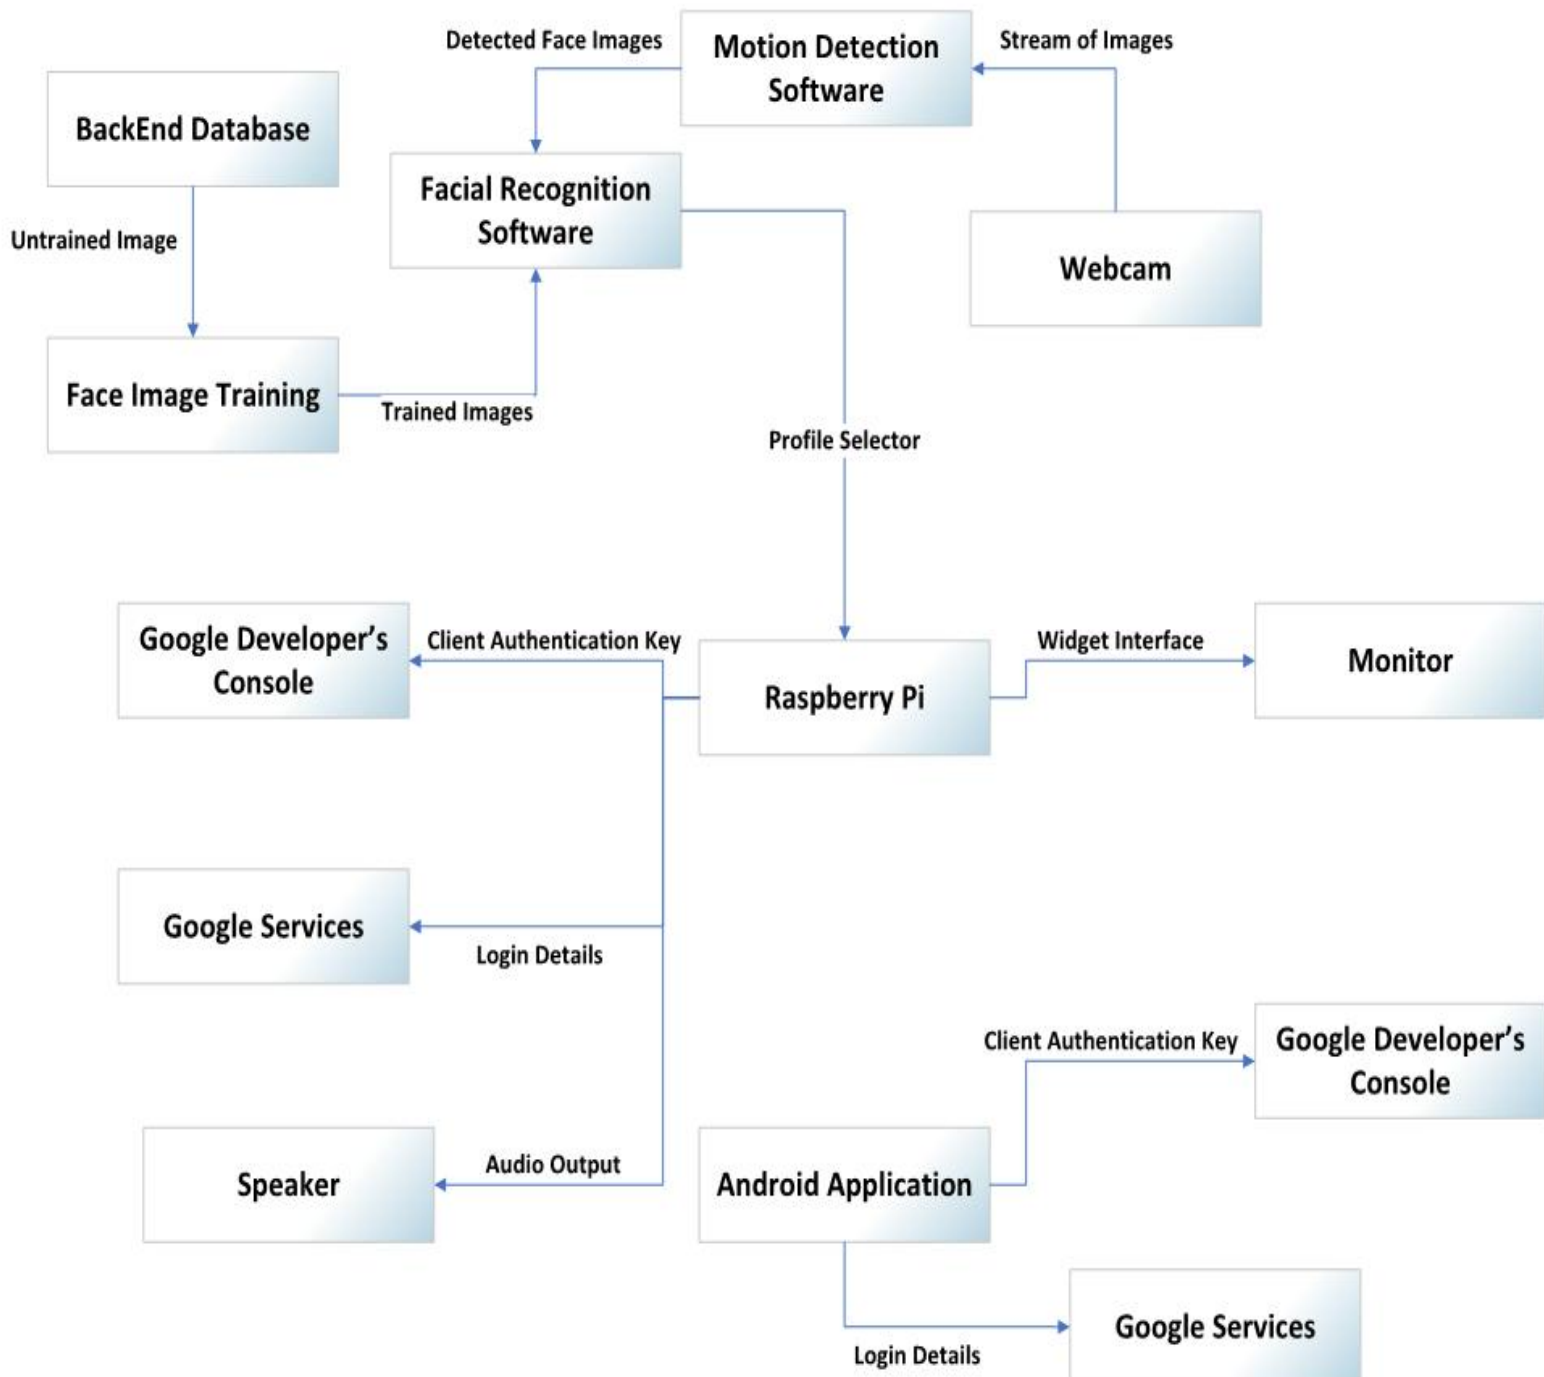 Detected Face Images
Motion Detection
Software
Stream of Images
BackEnd Database
Facial Recognition
Software
Untrained Image
Webcam
Face Image Training
Trained Images
Profile Selector
Google Developer's
Console
Client Authentication Key
Raspberry Pi
Widget Interface
Monitor
Google Services
Login Details
Client Authentication Key
Google Developer's
Console
Speaker
Audio Output
Android Application
Google Services
Login Details